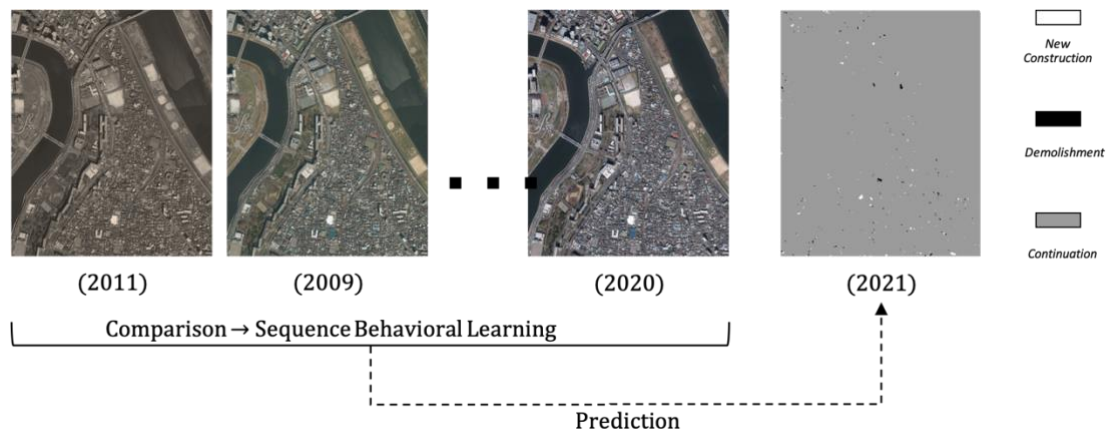 New
Construction
Demolishment
Continuation
(2011)
(2009)
(2020)
(2021)
Comparison → Sequence Behavioral Learning
Prediction